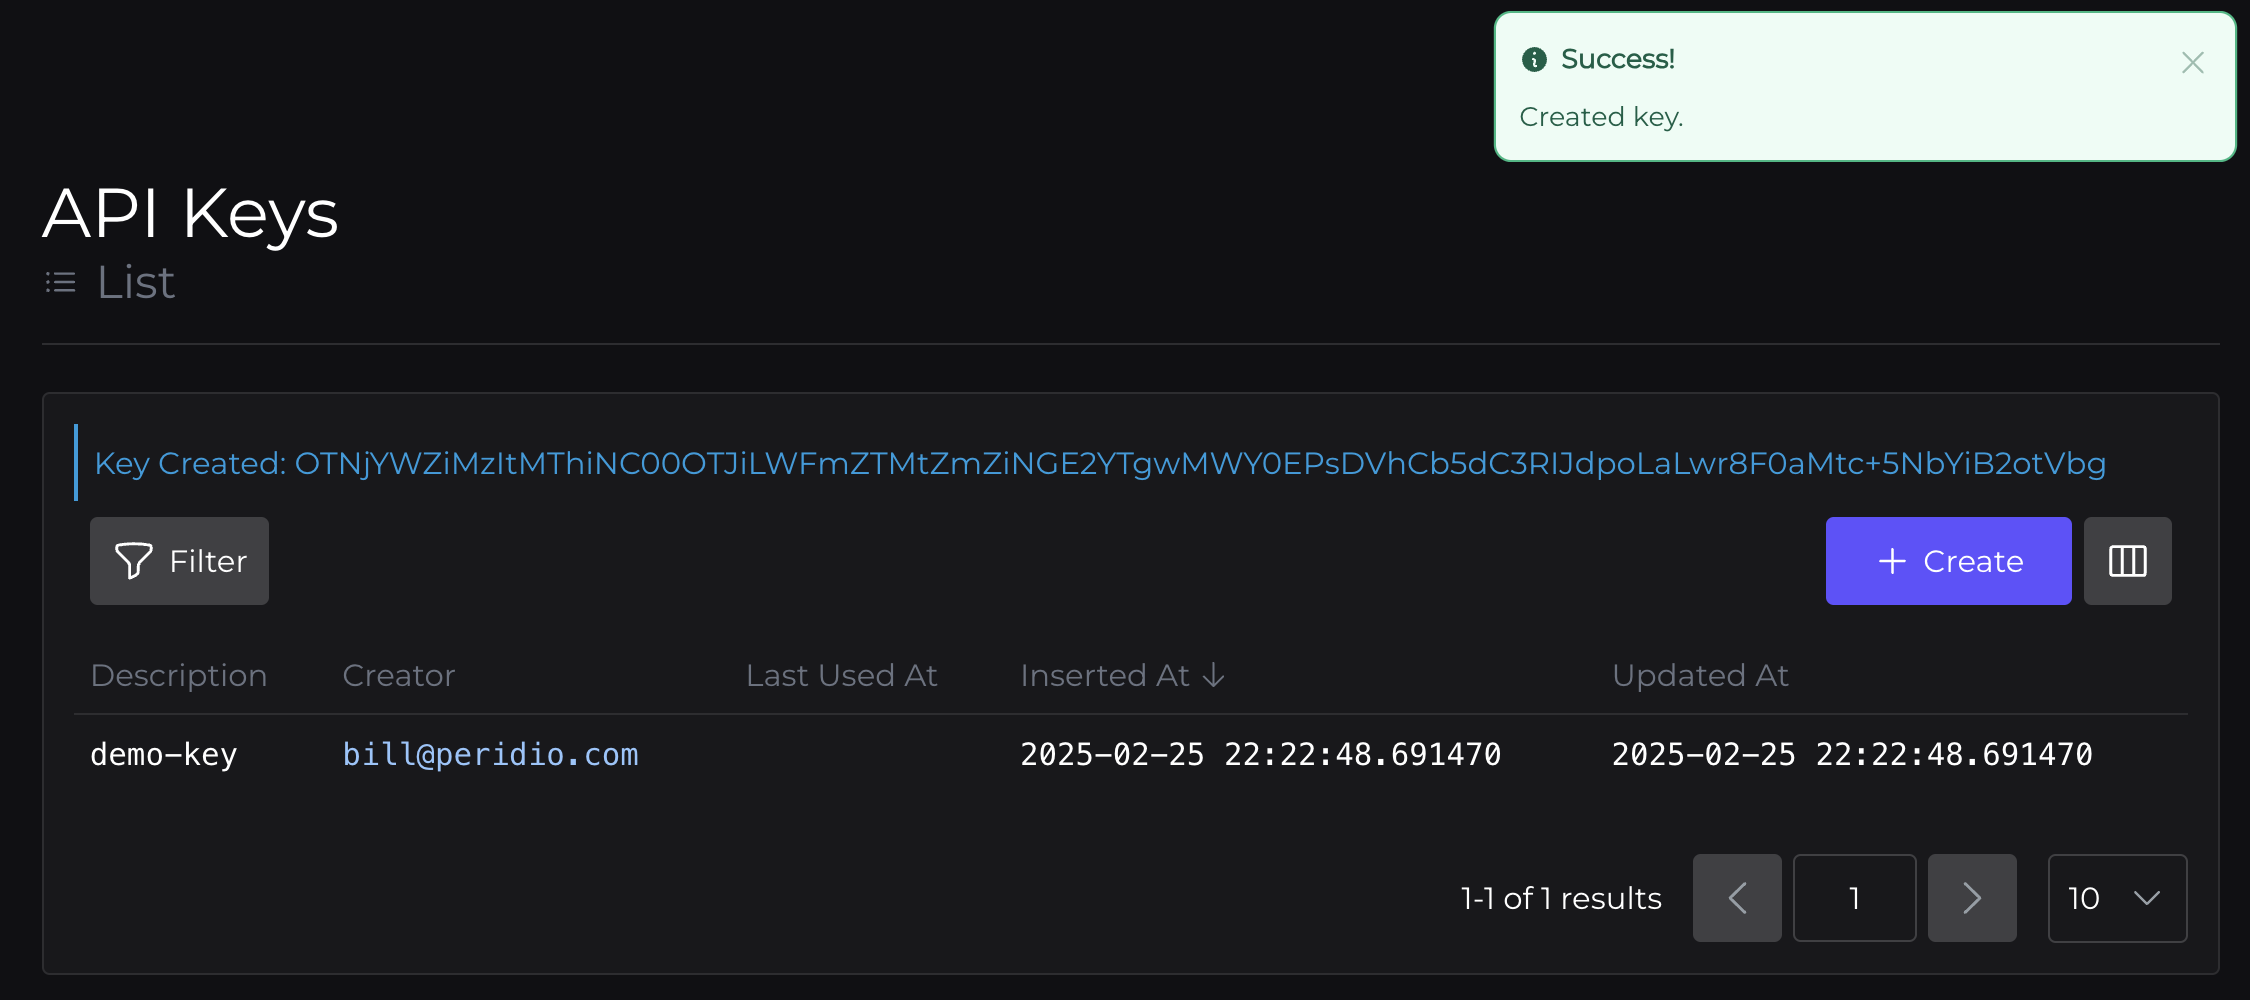 Success!
Created key.
API Keys
List
Key Created: OTNjYWZiMzItMThiNC00OTJiLWFmZTMtZmZiNGE2YTgwMWY0EPsDVhCb5dC3RIJdpoLaLwr8F0aMtc+5NbYiB2otVbg
Filter
Create
Description Creator Last Used At Inserted At Updated At
demo-key bill@peridio.com 2025-02-25 22:22:48.691470 2025-02-25 22:22:48.691470
1-1 of 1 results 1 10